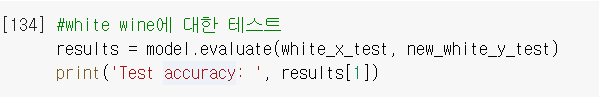 [134] #white wine에 대한 테스트
results = model.evaluate(white_x_test, new_white_y_test)
print('Test accuracy: ', results[1])